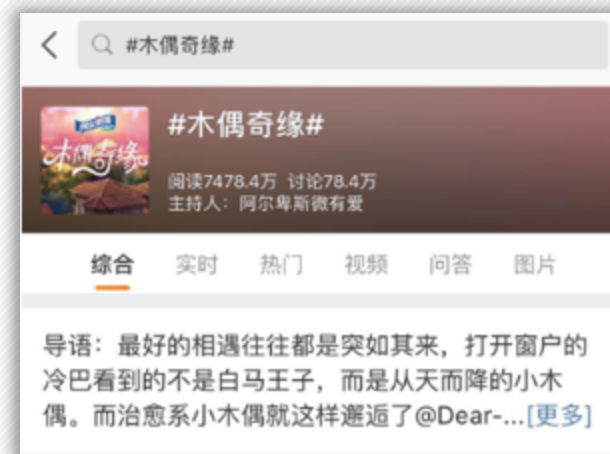 #木偶奇缘#
木偶奇缘
#木偶奇缘#
阅读7478.4万 讨论78.4万
主持人：阿尔卑斯微有爱
综合 实时 热门 视频 问答 图片
导语：最好的相遇往往都是突如其来，打开窗户的
冷巴看到的不是白马王子，而是从天而降的小木
偶。而治愈系小木偶就这样邂逅了@Dear-...[更多]